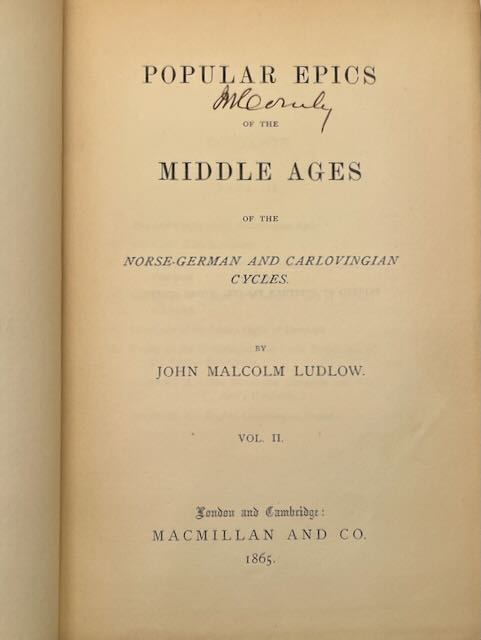 POPULAR EPICS
OF THE
MIDDLE AGES
OF THE
NORSE-GERMAN AND CARLOVINGIAN
CYCLES.
BY
JOHN MALCOLM LUDLOW.
VOL. II.
London and Cambridge:
MACMILLAN AND CO.
1865.